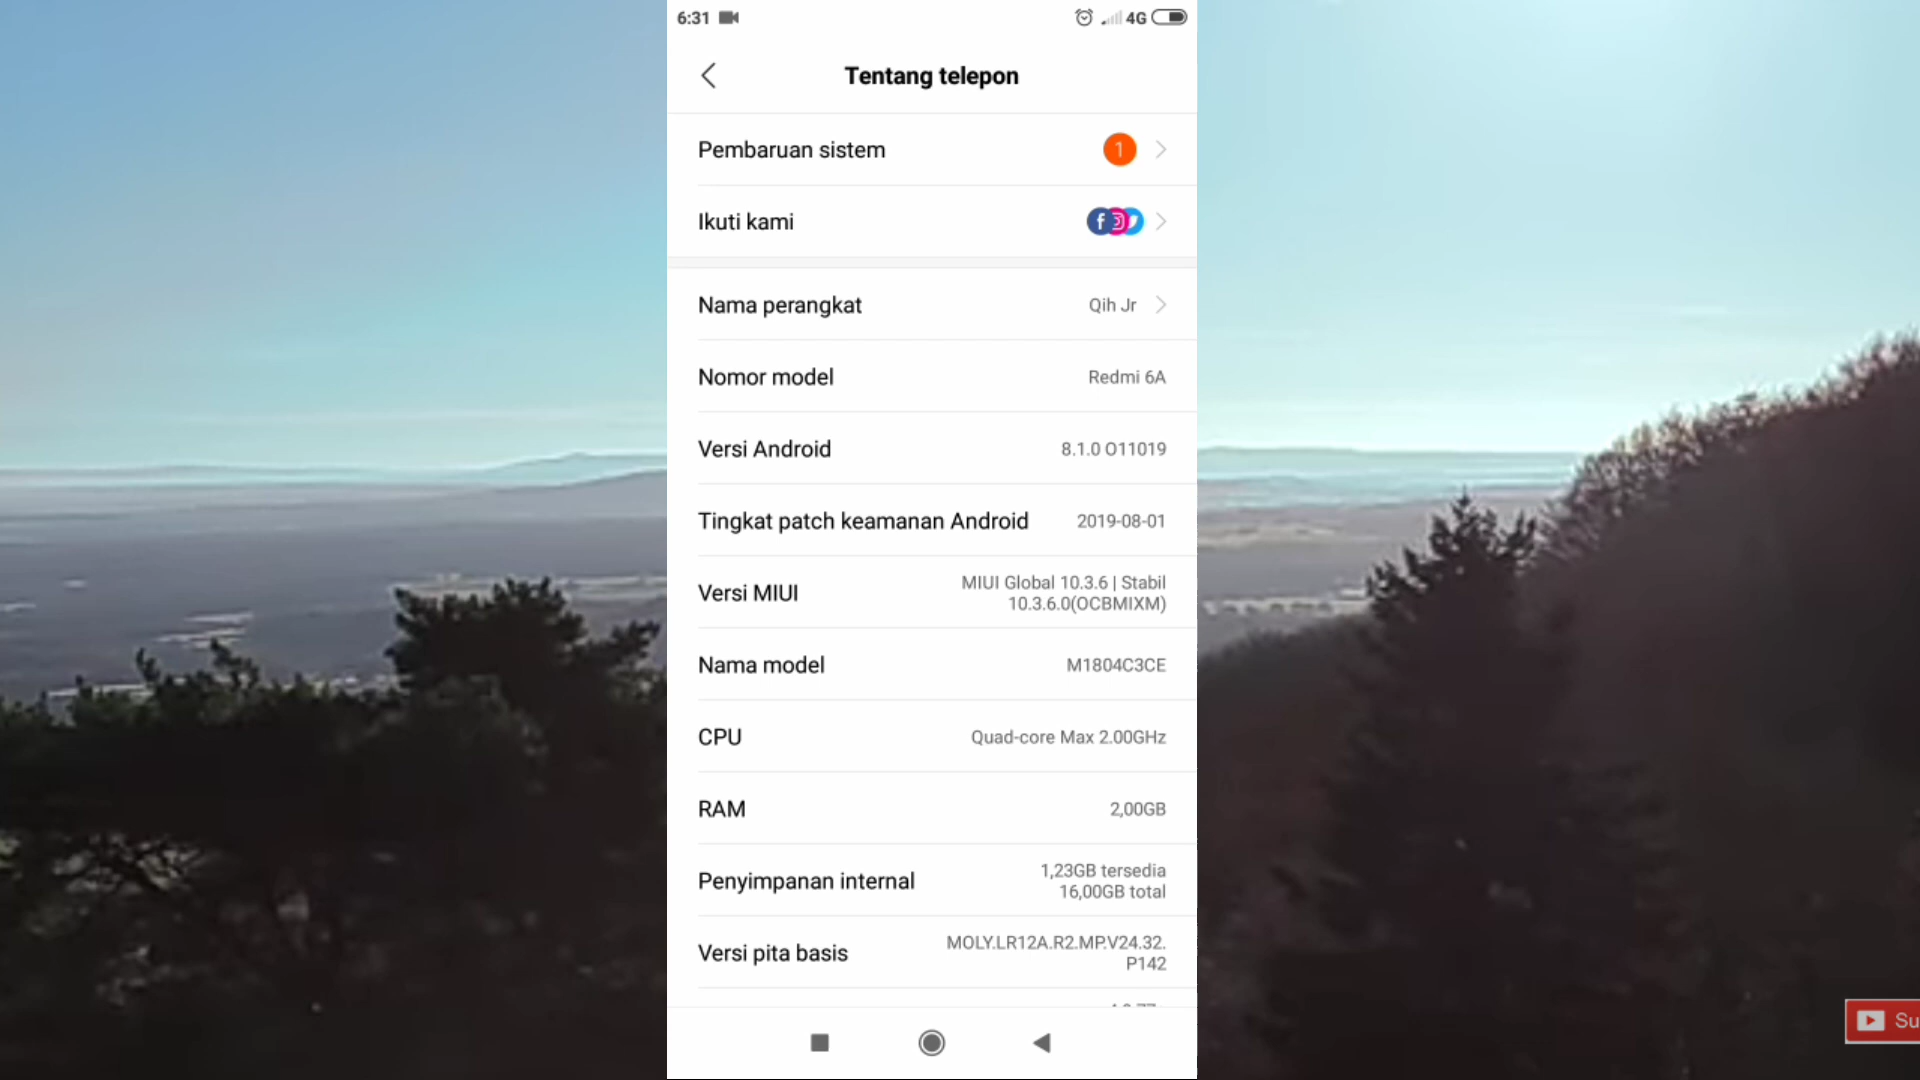 6:31
4G
Tentang telepon
Pembaruan sistem 1
Ikuti kami
Nama perangkat Qih Jr
Nomor model Redmi 6A
Versi Android 8.1.0 O11019
Tingkat patch keamanan Android 2019-08-01
Versi MIUI
MIUI Global 10.3.6 | Stabil
10.3.6.0(OCBMIXM)
Nama model M1804C3CE
CPU Quad-core Max 2.00GHz
RAM 2,00GB
Penyimpanan internal
1,23GB tersedia
16,00GB total
Versi pita basis
MOLY.LR12A.R2.MP.V24.32.
P142
Su